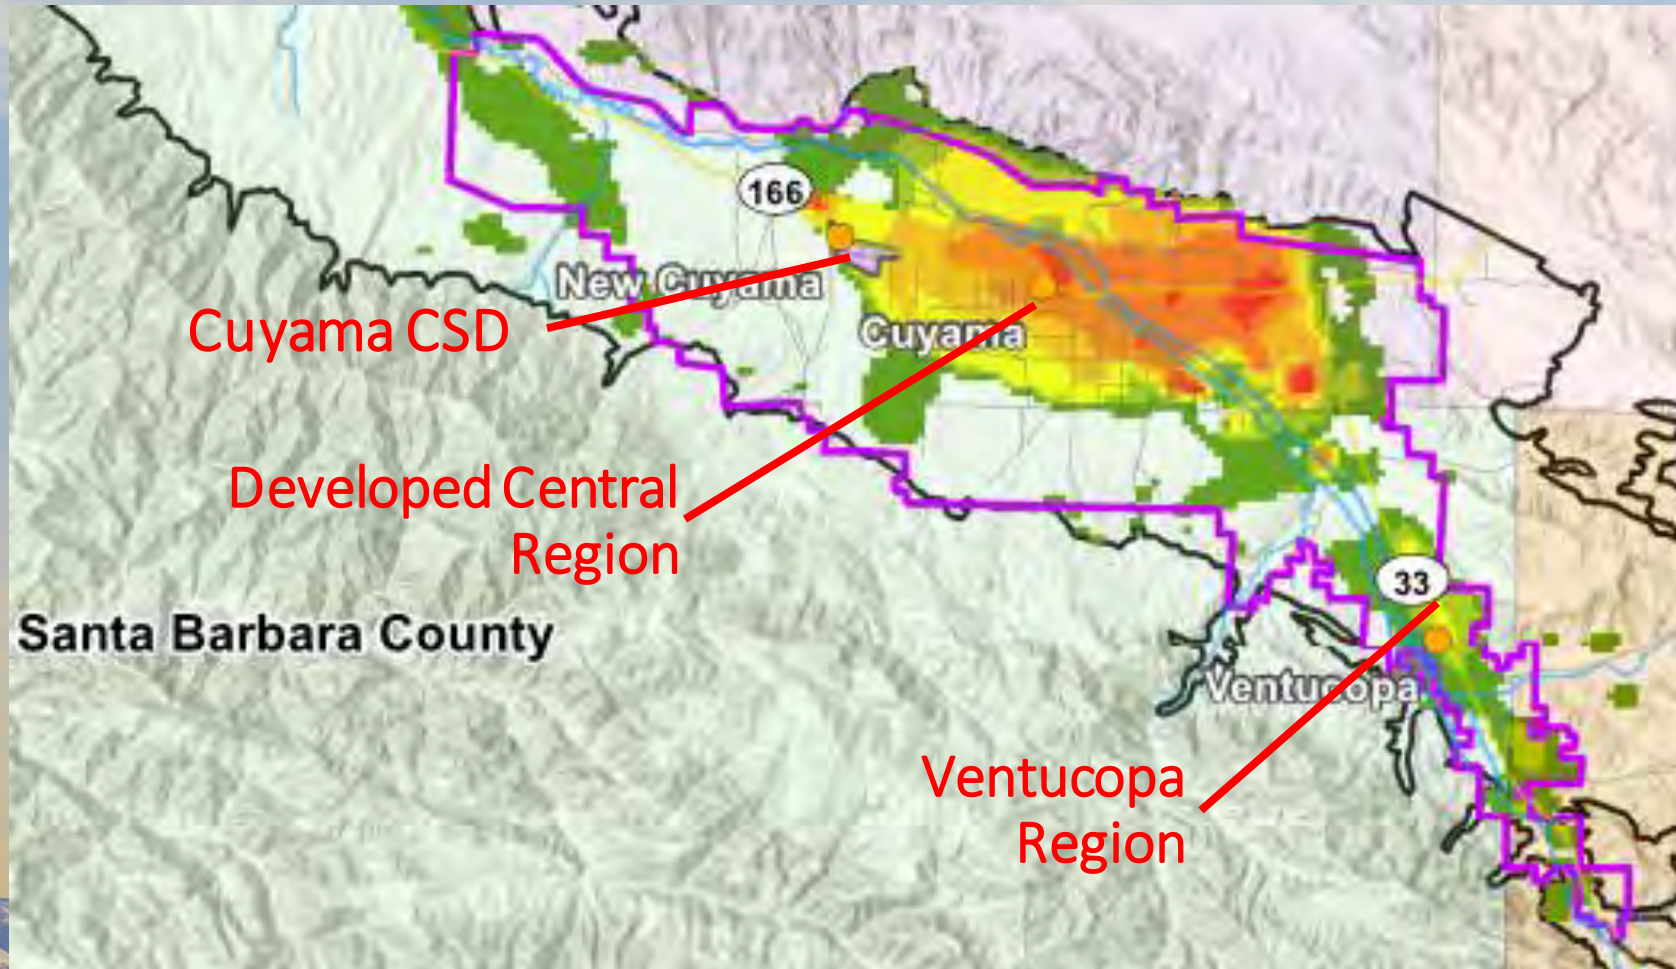 166
New Cuyama
Cuyama CSD
Cuyama
Developed Central
Region
33
Santa Barbara County
Ventucopa
Ventucopa
Region